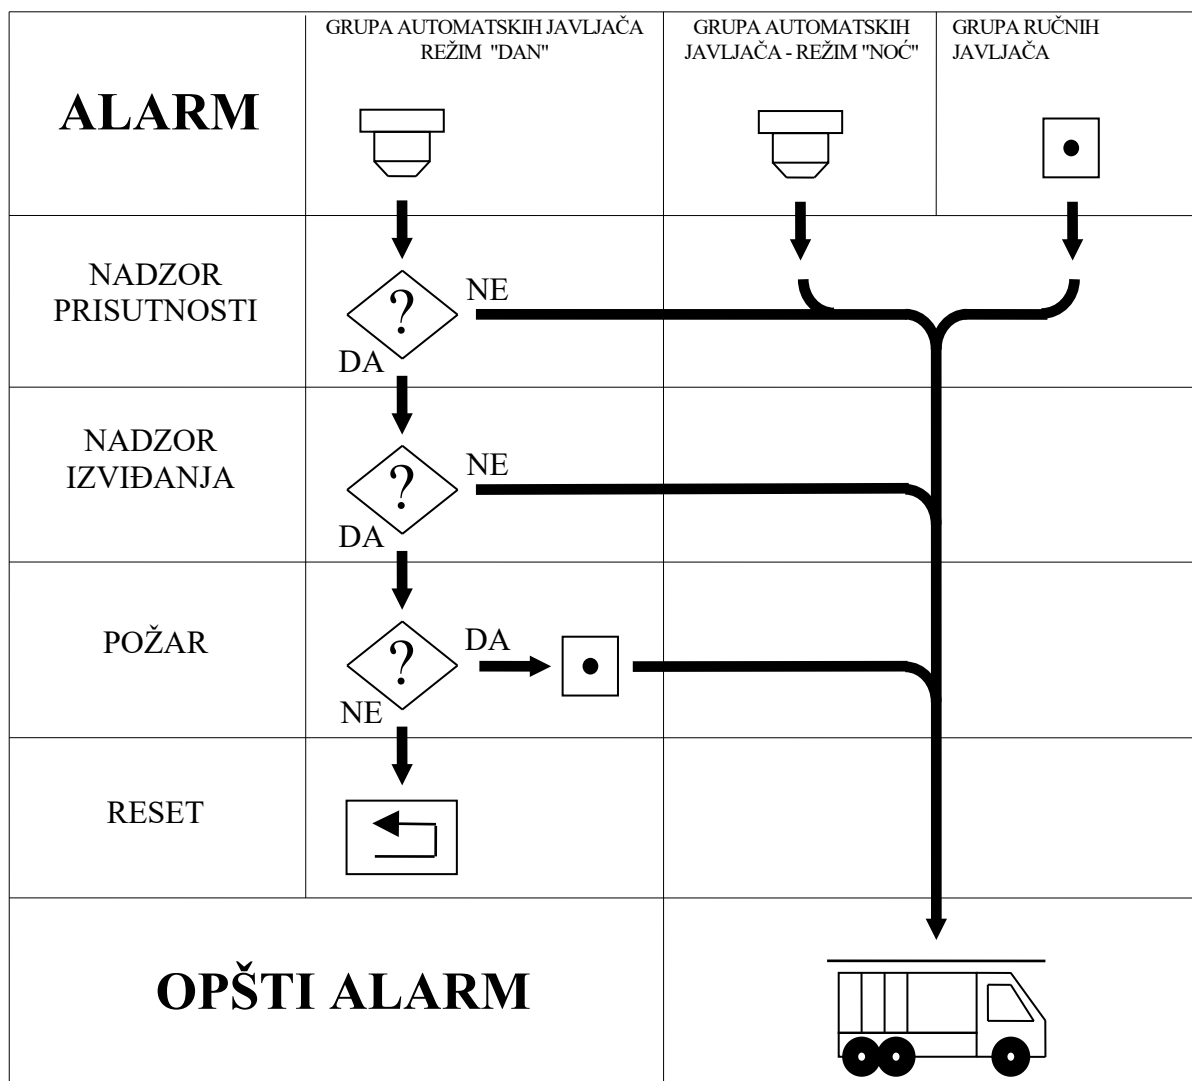 GRUPA AUTOMATSKIH JAVLJAČA
REŽIM "DAN"
GRUPA AUTOMATSKIH
JAVLJAČA - REŽIM "NOĆ"
GRUPA RUČNIH
JAVLJAČA
ALARM
NADZOR
PRISUTNOSTI
?
NE
DA
NADZOR
IZVIĐANJA
?
NE
DA
POŽAR
?
DA
NE
RESET
OPŠTI ALARM